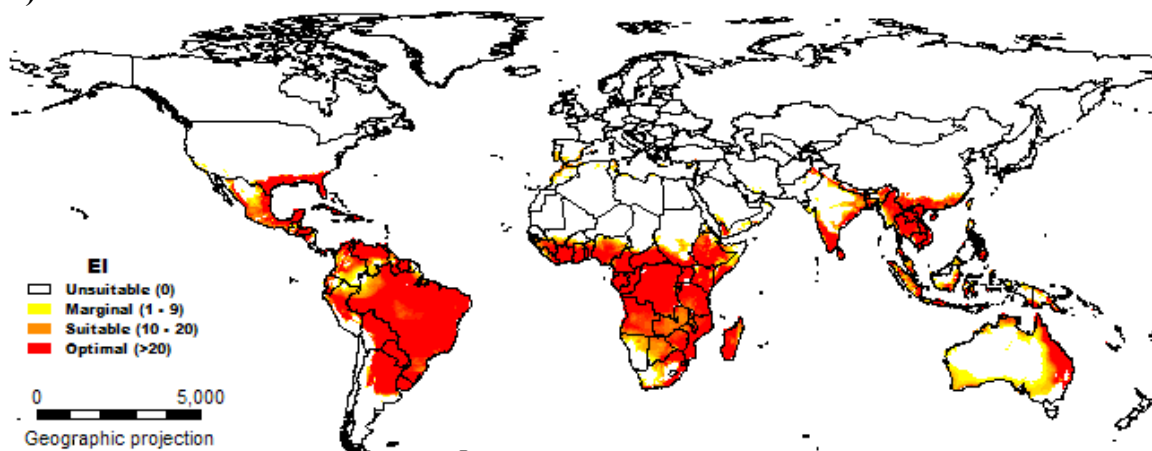 )
EI
Unsuitable (0)
Marginal (1 - 9)
Suitable (10 - 20)
Optimal (>20)
0 5,000
Geographic projection